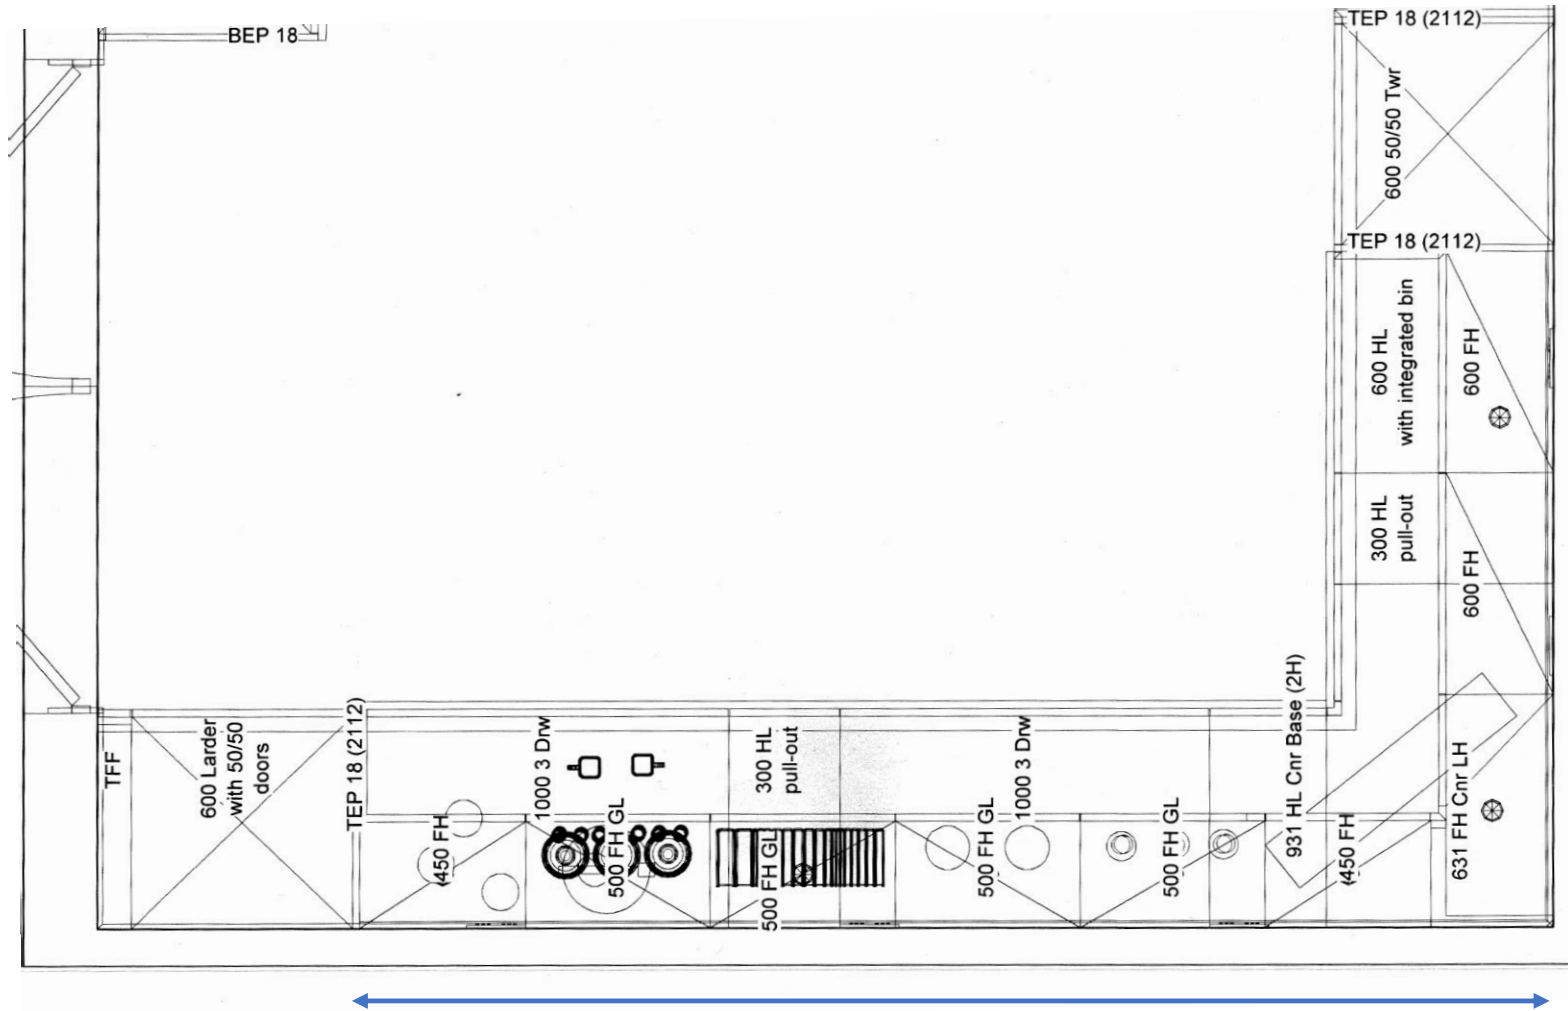 BEP 18
TEP 18 (2112)
600 50/50 Twr
TEP 18 (2112)
600 HL
with integrated bin
600 FH
300 HL
pull-out
600 FH
TFF
600 Larder
with 50/50
doors
TEP 18 (2112)
(450 FH
1000 3 Drw
500 FH GL
300 HL
pull-out
500 FH GL
1000 3 Drw
500 FH GL
500 FH GL
931 HL Cnr Base (2H)
(450 FH
631 FH Cnr LH